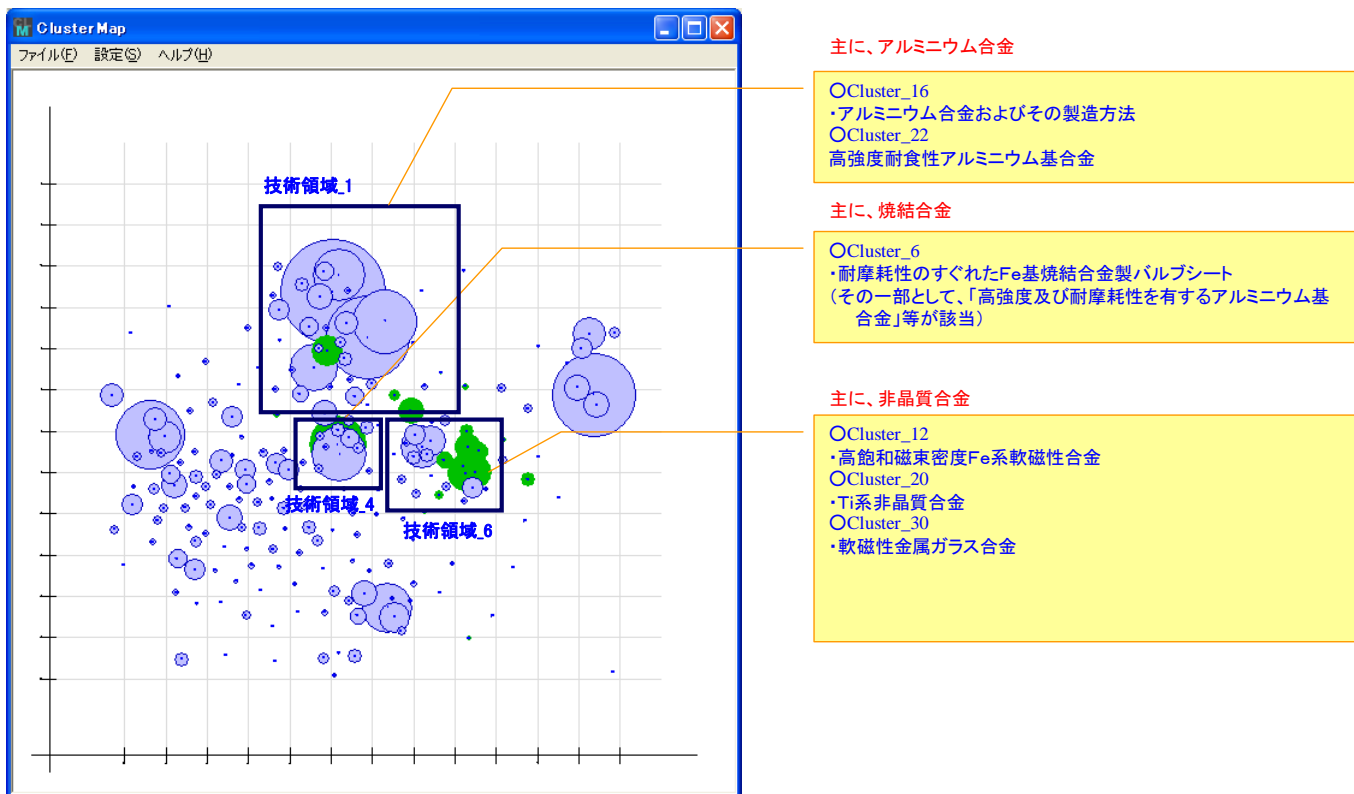 ClusterMap
ファイル(F) 設定(S) ヘルプ(H)
技術領域_1
技術領域_4
技術領域_6
主に、アルミニウム合金
○Cluster_16
・アルミニウム合金およびその製造方法
○Cluster_22
高強度耐食性アルミニウム基合金
主に、焼結合金
○Cluster_6
・耐摩耗性のすぐれたFe基焼結合金製バルブシート
(その一部として、「高強度及び耐摩耗性を有するアルミニウム基
合金」等が該当)
主に、非晶質合金
○Cluster_12
・高飽和磁束密度Fe系軟磁性合金
○Cluster_20
・Ti系非晶質合金
○Cluster_30
・軟磁性金属ガラス合金